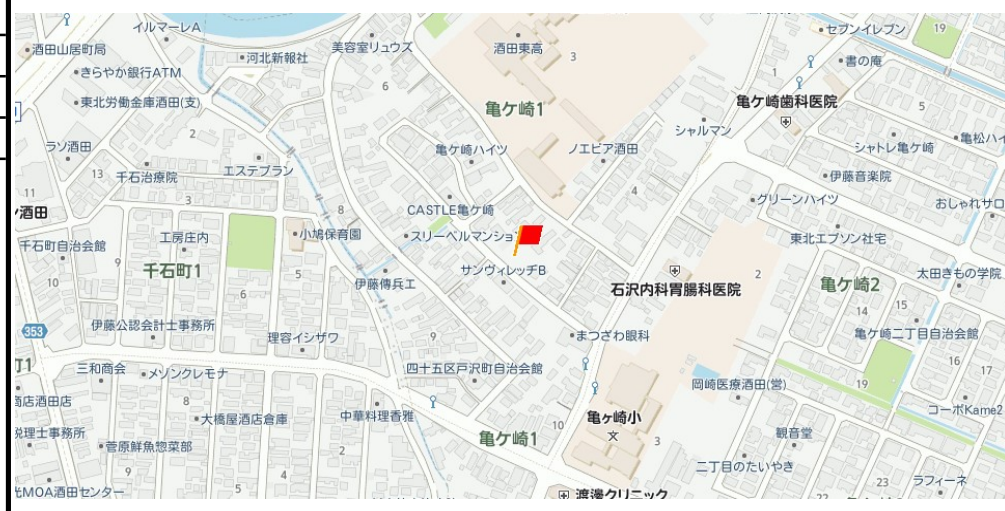 イルマーレA
セブンイレブン
19
酒田山居町局
河北新報社
美容室リュウズ
酒田東高
3
書の庵
きらやか銀行ATM
6
1
東北労働金庫酒田(支)
亀ケ崎1
亀ケ崎歯科医院
5
2
シャルマン
亀松ハイ
ラソ酒田
亀ケ崎ハイツ
ノエビア酒田
シャトレ亀ケ崎
13
千石治療院
エステプラン
伊藤音楽院
11
3
4
グリーンハイツ
おしゃれサロ
酒田
8
CASTLE亀ケ崎
千石町自治会館
工房庄内
小鳩保育園
スリーベルマンショ
東北エプソン社宅
10
千石町1
5
サンヴィレッヂB
2
太田きもの学院
伊藤傳兵エ
石沢内科胃腸科医院
亀ケ崎2
6
15
14
353
伊藤公認会計士事務所
理容イシザワ
9
まつざわ眼科
亀ケ崎二丁目自治会館
16
町1
三和商会
メゾンクレモナ
四十五区戸沢町自治会館
17
岡崎医療酒田(営)
19
商店酒田店
8
大橋屋酒店倉庫
中華料理香雅
亀ヶ崎小
コーポKame2
税理士事務所
10
観音堂
菅原鮮魚惣菜部
亀ケ崎1
3
2
二丁目のたいやき
9
5
4
23
ラフィーネ
光MOA酒田センター
渡邊クリニック
22